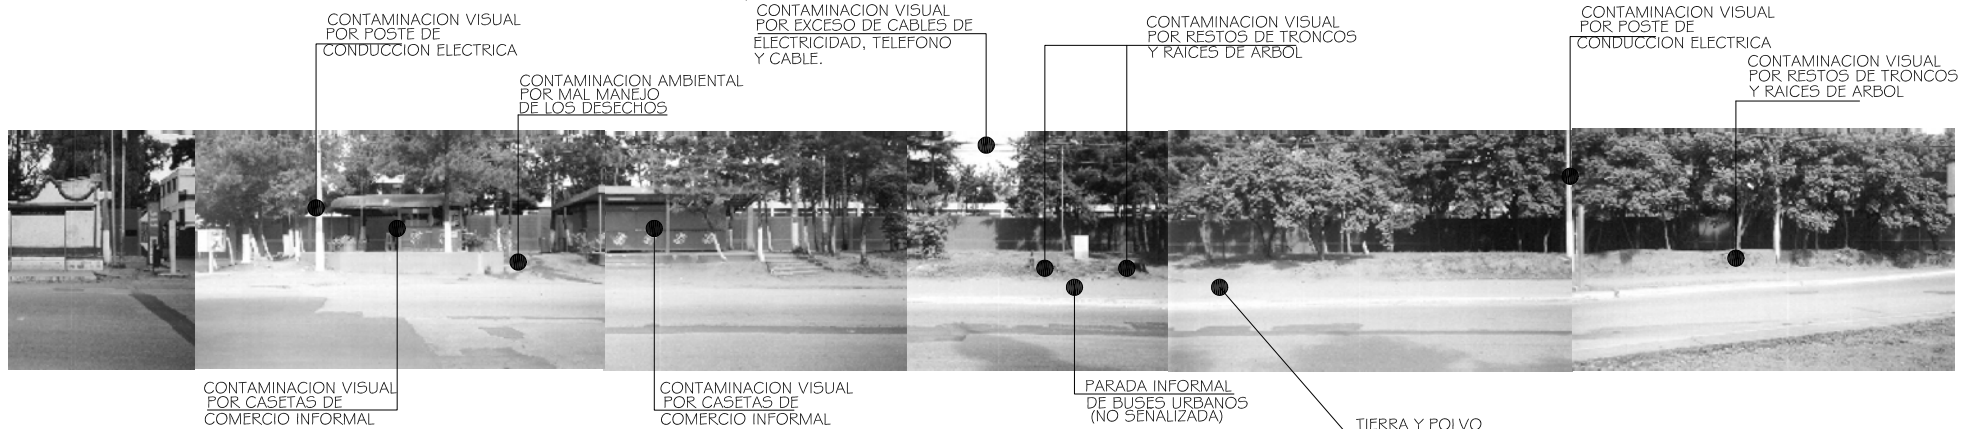 CONTAMINACION VISUAL
POR POSTE DE
CONDUCCION ELECTRICA
CONTAMINACION AMBIENTAL
POR MAL MANEJO
DE LOS DESECHOS
CONTAMINACION VISUAL
POR EXCESO DE CABLES DE
ELECTRICIDAD, TELEFONO
Y CABLE.
CONTAMINACION VISUAL
POR RESTOS DE TRONCOS
Y RAICES DE ARBOL
CONTAMINACION VISUAL
POR POSTE DE
CONDUCCION ELECTRICA
CONTAMINACION VISUAL
POR RESTOS DE TRONCOS
Y RAICES DE ARBOL
CONTAMINACION VISUAL
POR CASETAS DE
COMERCIO INFORMAL
CONTAMINACION VISUAL
POR CASETAS DE
COMERCIO INFORMAL
PARADA INFORMAL
DE BUSES URBANOS
(NO SEÑALIZADA)
TIERRA Y POLVO